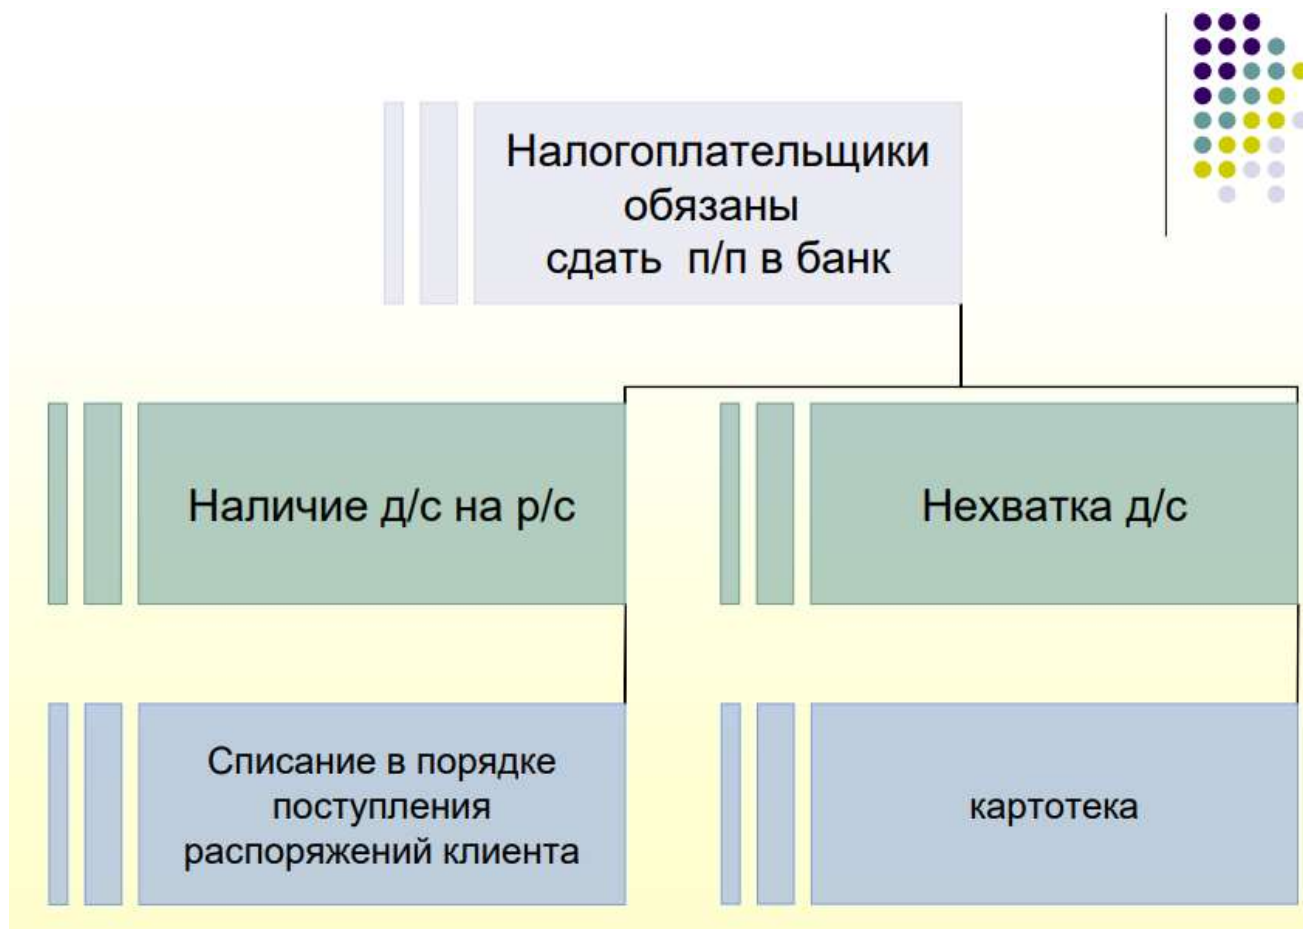 Налогоплательщики
обязаны
сдать п/п в банк
Наличие д/с на р/с
Нехватка д/с
Списание в порядке
поступления
распоряжений клиента
картотека